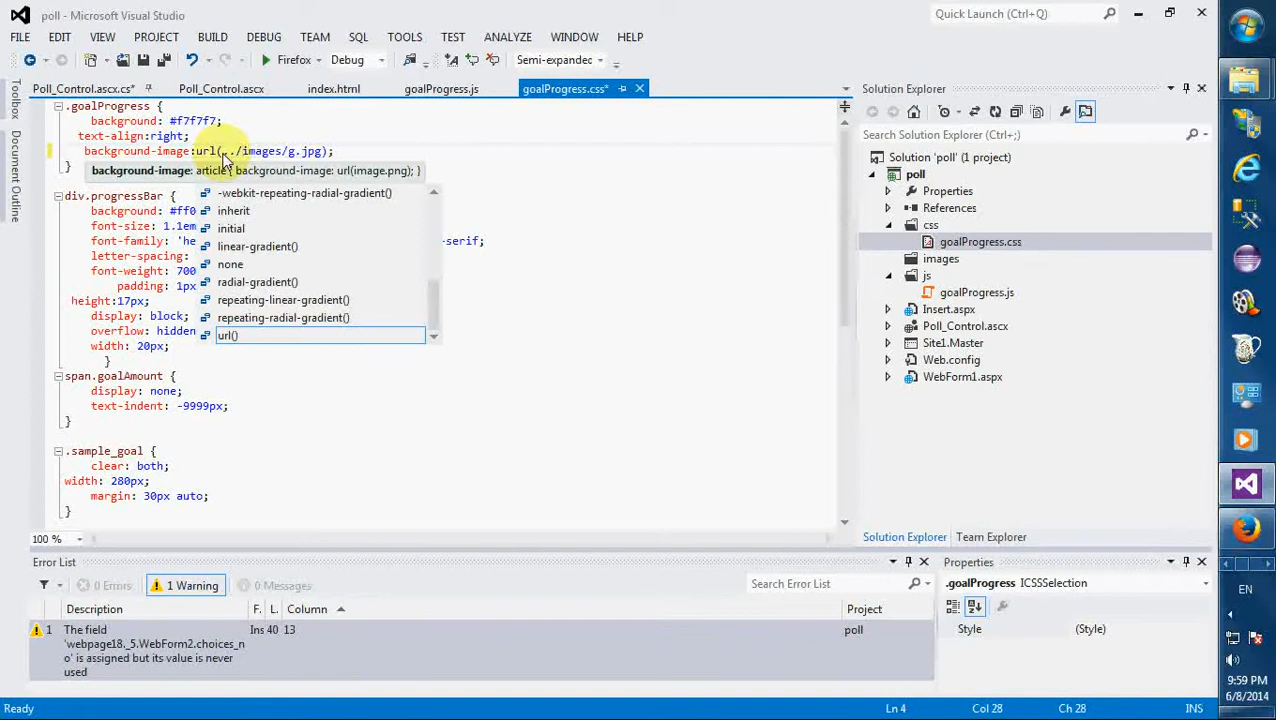 poll - Microsoft Visual Studio
Quick Launch (Ctrl+Q)
FILE EDIT VIEW PROJECT BUILD DEBUG TEAM SQL TOOLS TEST ANALYZE WINDOW HELP
Firefox Debug Semi-expanded
Toolbox
Document Outline
Poll_Control.ascx.cs* Poll_Control.ascx index.html goalProgress.js goalProgress.css*
.goalProgress {
background: #f7f7f7;
text-align:right;
background-image:url(../images/g.jpg);
}
background-image: article { background-image: url(image.png); }
div.progressBar
background: #ff0
font-size: 1.1em
font-family: 'he
-serif;
letter-spacing:
font-weight: 700
padding: 1px
height:17px;
display: block;
overflow: hidden
width: 20px;
}
-webkit-repeating-radial-gradient()
inherit
initial
linear-gradient()
none
radial-gradient()
repeating-linear-gradient()
repeating-radial-gradient()
url()
span.goalAmount {
display: none;
text-indent: -9999px;
}
.sample_goal {
clear: both;
width: 280px;
margin: 30px auto;
}
100 %
Solution Explorer
Search Solution Explorer (Ctrl+;)
Solution 'poll' (1 project)
poll
Properties
References
css
goalProgress.css
images
js
goalProgress.js
Insert.aspx
Poll_Control.ascx
Site1.Master
Web.config
WebForm1.aspx
Solution Explorer Team Explorer
Error List
0 Errors 1 Warning 0 Messages
Search Error List
Description F. L. Column Project
1 The field 'webpage18._5.WebForm2.choices_no' is assigned but its value is never used Ins 40 13 poll
Properties
.goalProgress ICSSSelection
Style (Style)
Ready Ln 4 Col 28 Ch 28 INS
EN
9:59 PM
6/8/2014